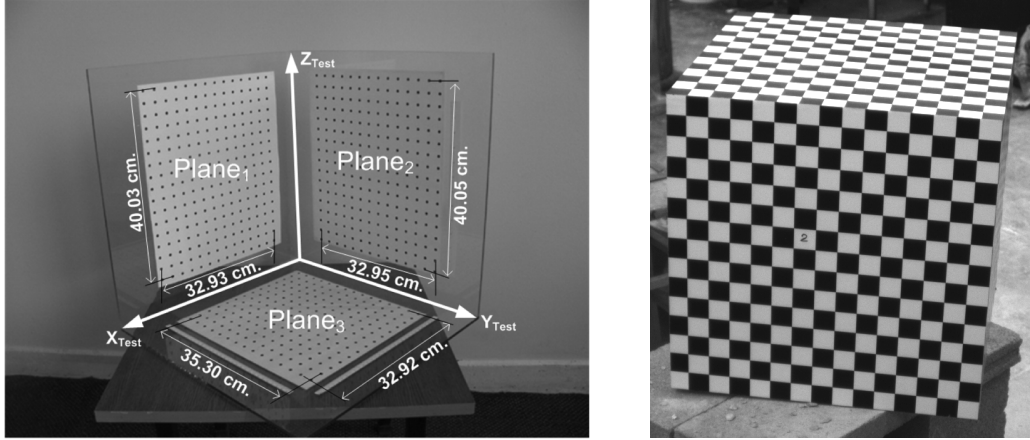 Z_Test
Plane₁
Plane₂
40.03 cm.
40.05 cm.
32.93 cm.
32.95 cm.
Plane₃
X_Test
Y_Test
35.30 cm.
32.92 cm.
2